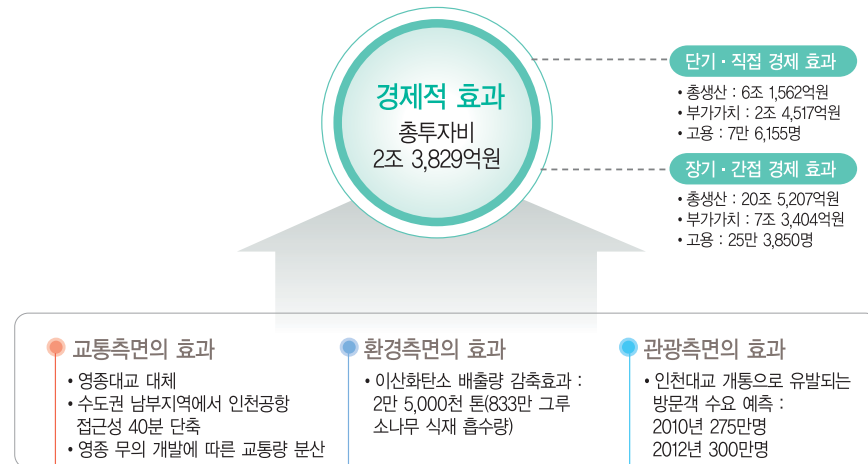 경제적 효과
총투자비
2조 3,829억원
단기·직접 경제 효과
• 총생산 : 6조 1,562억원
• 부가가치 : 2조 4,517억원
• 고용 : 7만 6,155명
장기·간접 경제 효과
• 총생산 : 20조 5,207억원
• 부가가치 : 7조 3,404억원
• 고용 : 25만 3,850명
교통측면의 효과
• 영종대교 대체
• 수도권 남부지역에서 인천공항
접근성 40분 단축
• 영종 무의 개발에 따른 교통량 분산
환경측면의 효과
• 이산화탄소 배출량 감축효과 :
2만 5,000천 톤(833만 그루
소나무 식재 흡수량)
관광측면의 효과
• 인천대교 개통으로 유발되는
방문객 수요 예측 :
2010년 275만명
2012년 300만명